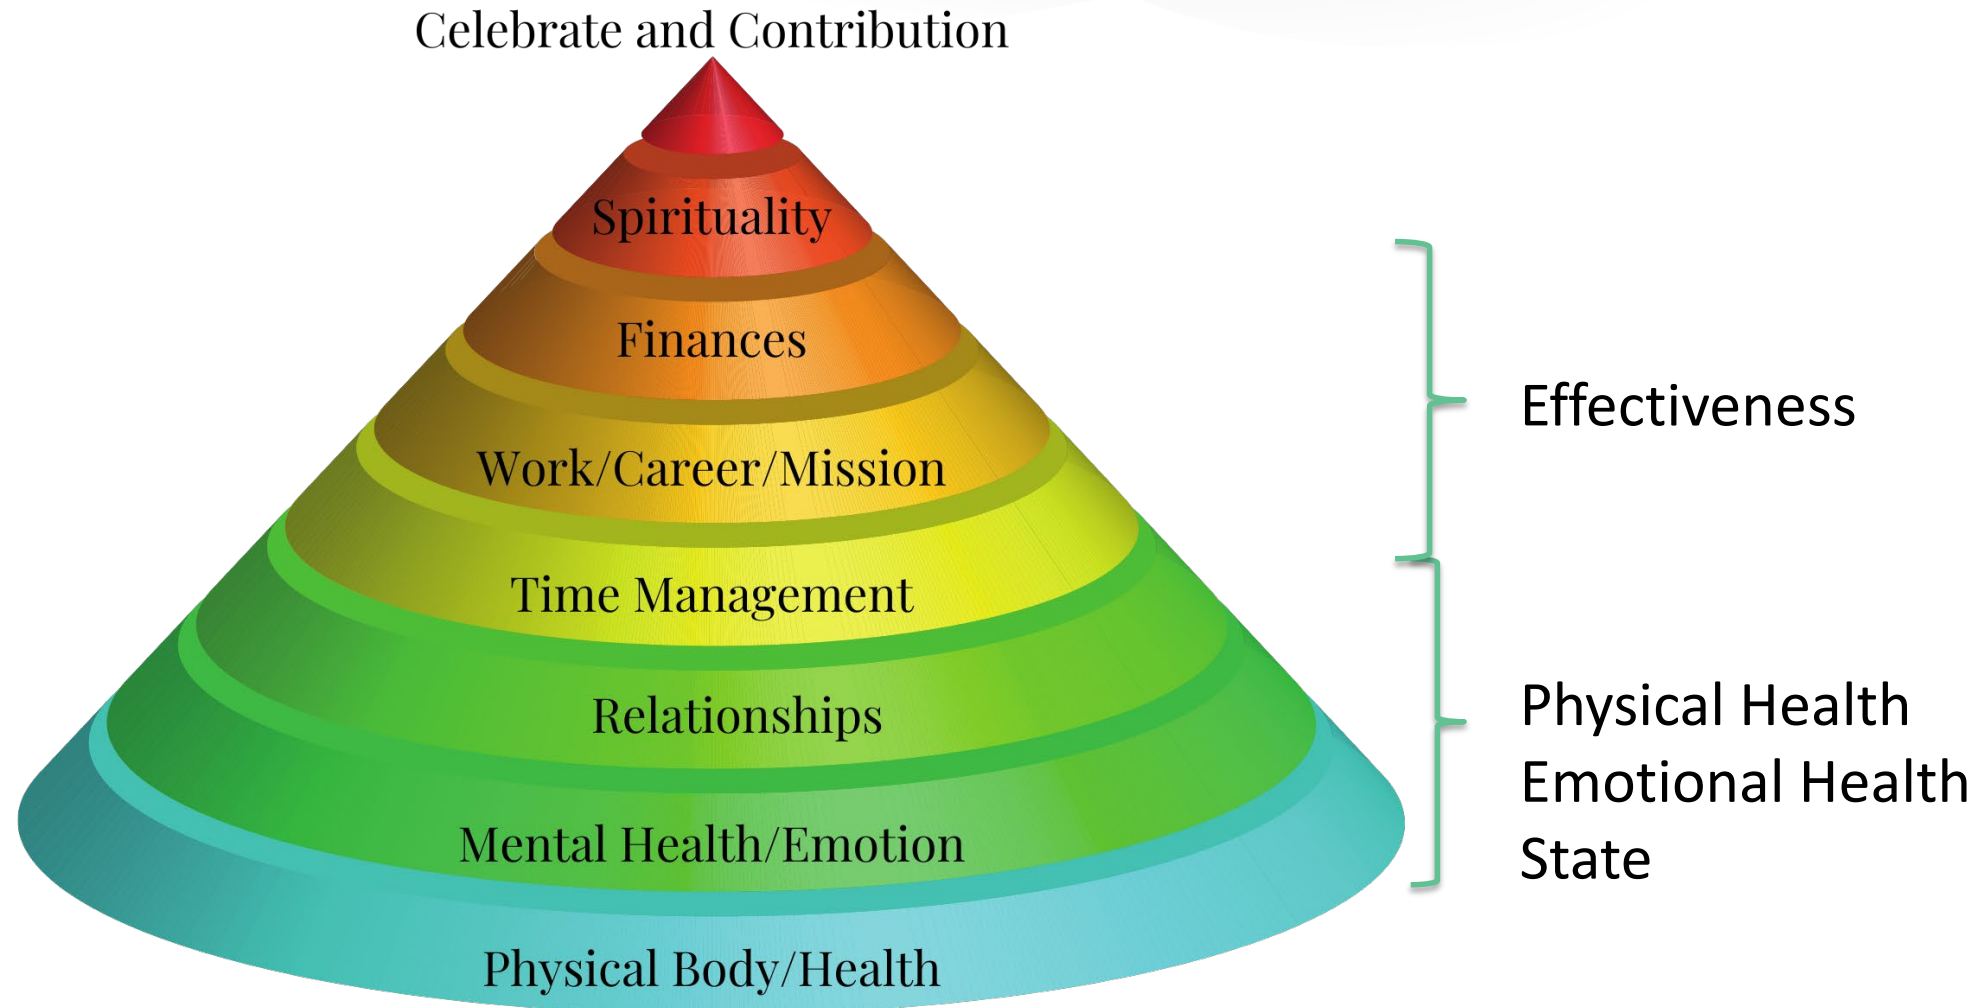 Celebrate and Contribution
Spirituality
Finances
Work/Career/Mission
Time Management
Relationships
Mental Health/Emotion
Physical Body/Health
Effectiveness
Physical Health
Emotional Health
State